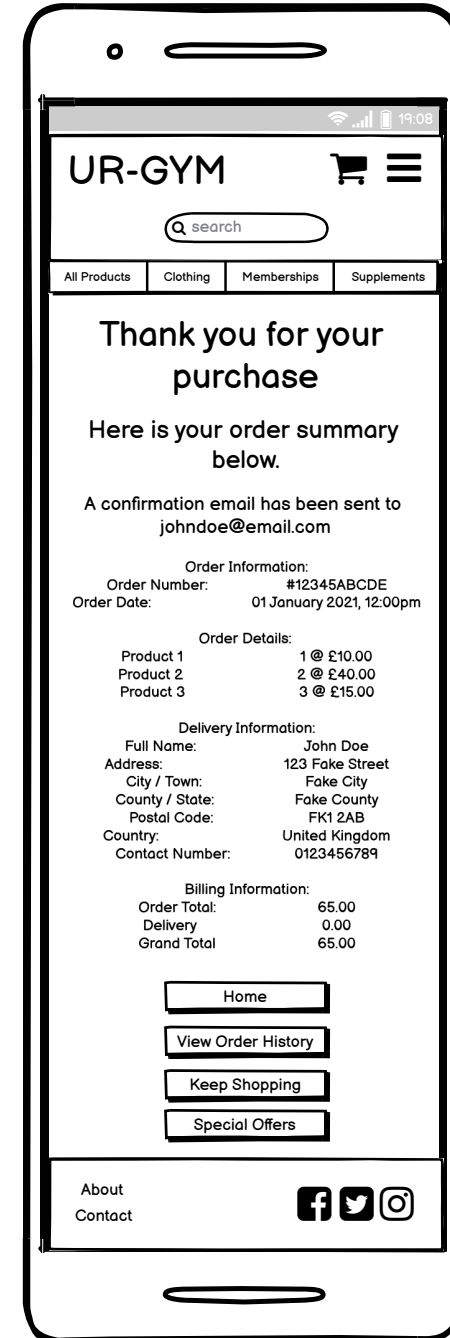 19:08
UR-GYM
search
All Products Clothing Memberships Supplements
Thank you for your
purchase
Here is your order summary
below.
A confirmation email has been sent to
johndoe@email.com
Order Information:
Order Number: #12345ABCDE
Order Date: 01 January 2021, 12:00pm
Order Details:
Product 1 1 @ £10.00
Product 2 2 @ £40.00
Product 3 3 @ £15.00
Delivery Information:
Full Name: John Doe
Address: 123 Fake Street
City / Town: Fake City
County / State: Fake County
Postal Code: FK1 2AB
Country: United Kingdom
Contact Number: 0123456789
Billing Information:
Order Total: 65.00
Delivery 0.00
Grand Total 65.00
Home
View Order History
Keep Shopping
Special Offers
About
Contact